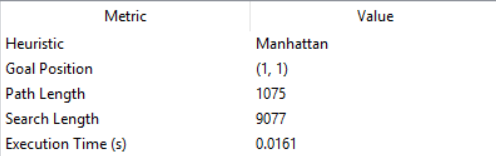 Metric Value
Heuristic Manhattan
Goal Position (1, 1)
Path Length 1075
Search Length 9077
Execution Time (s) 0.0161